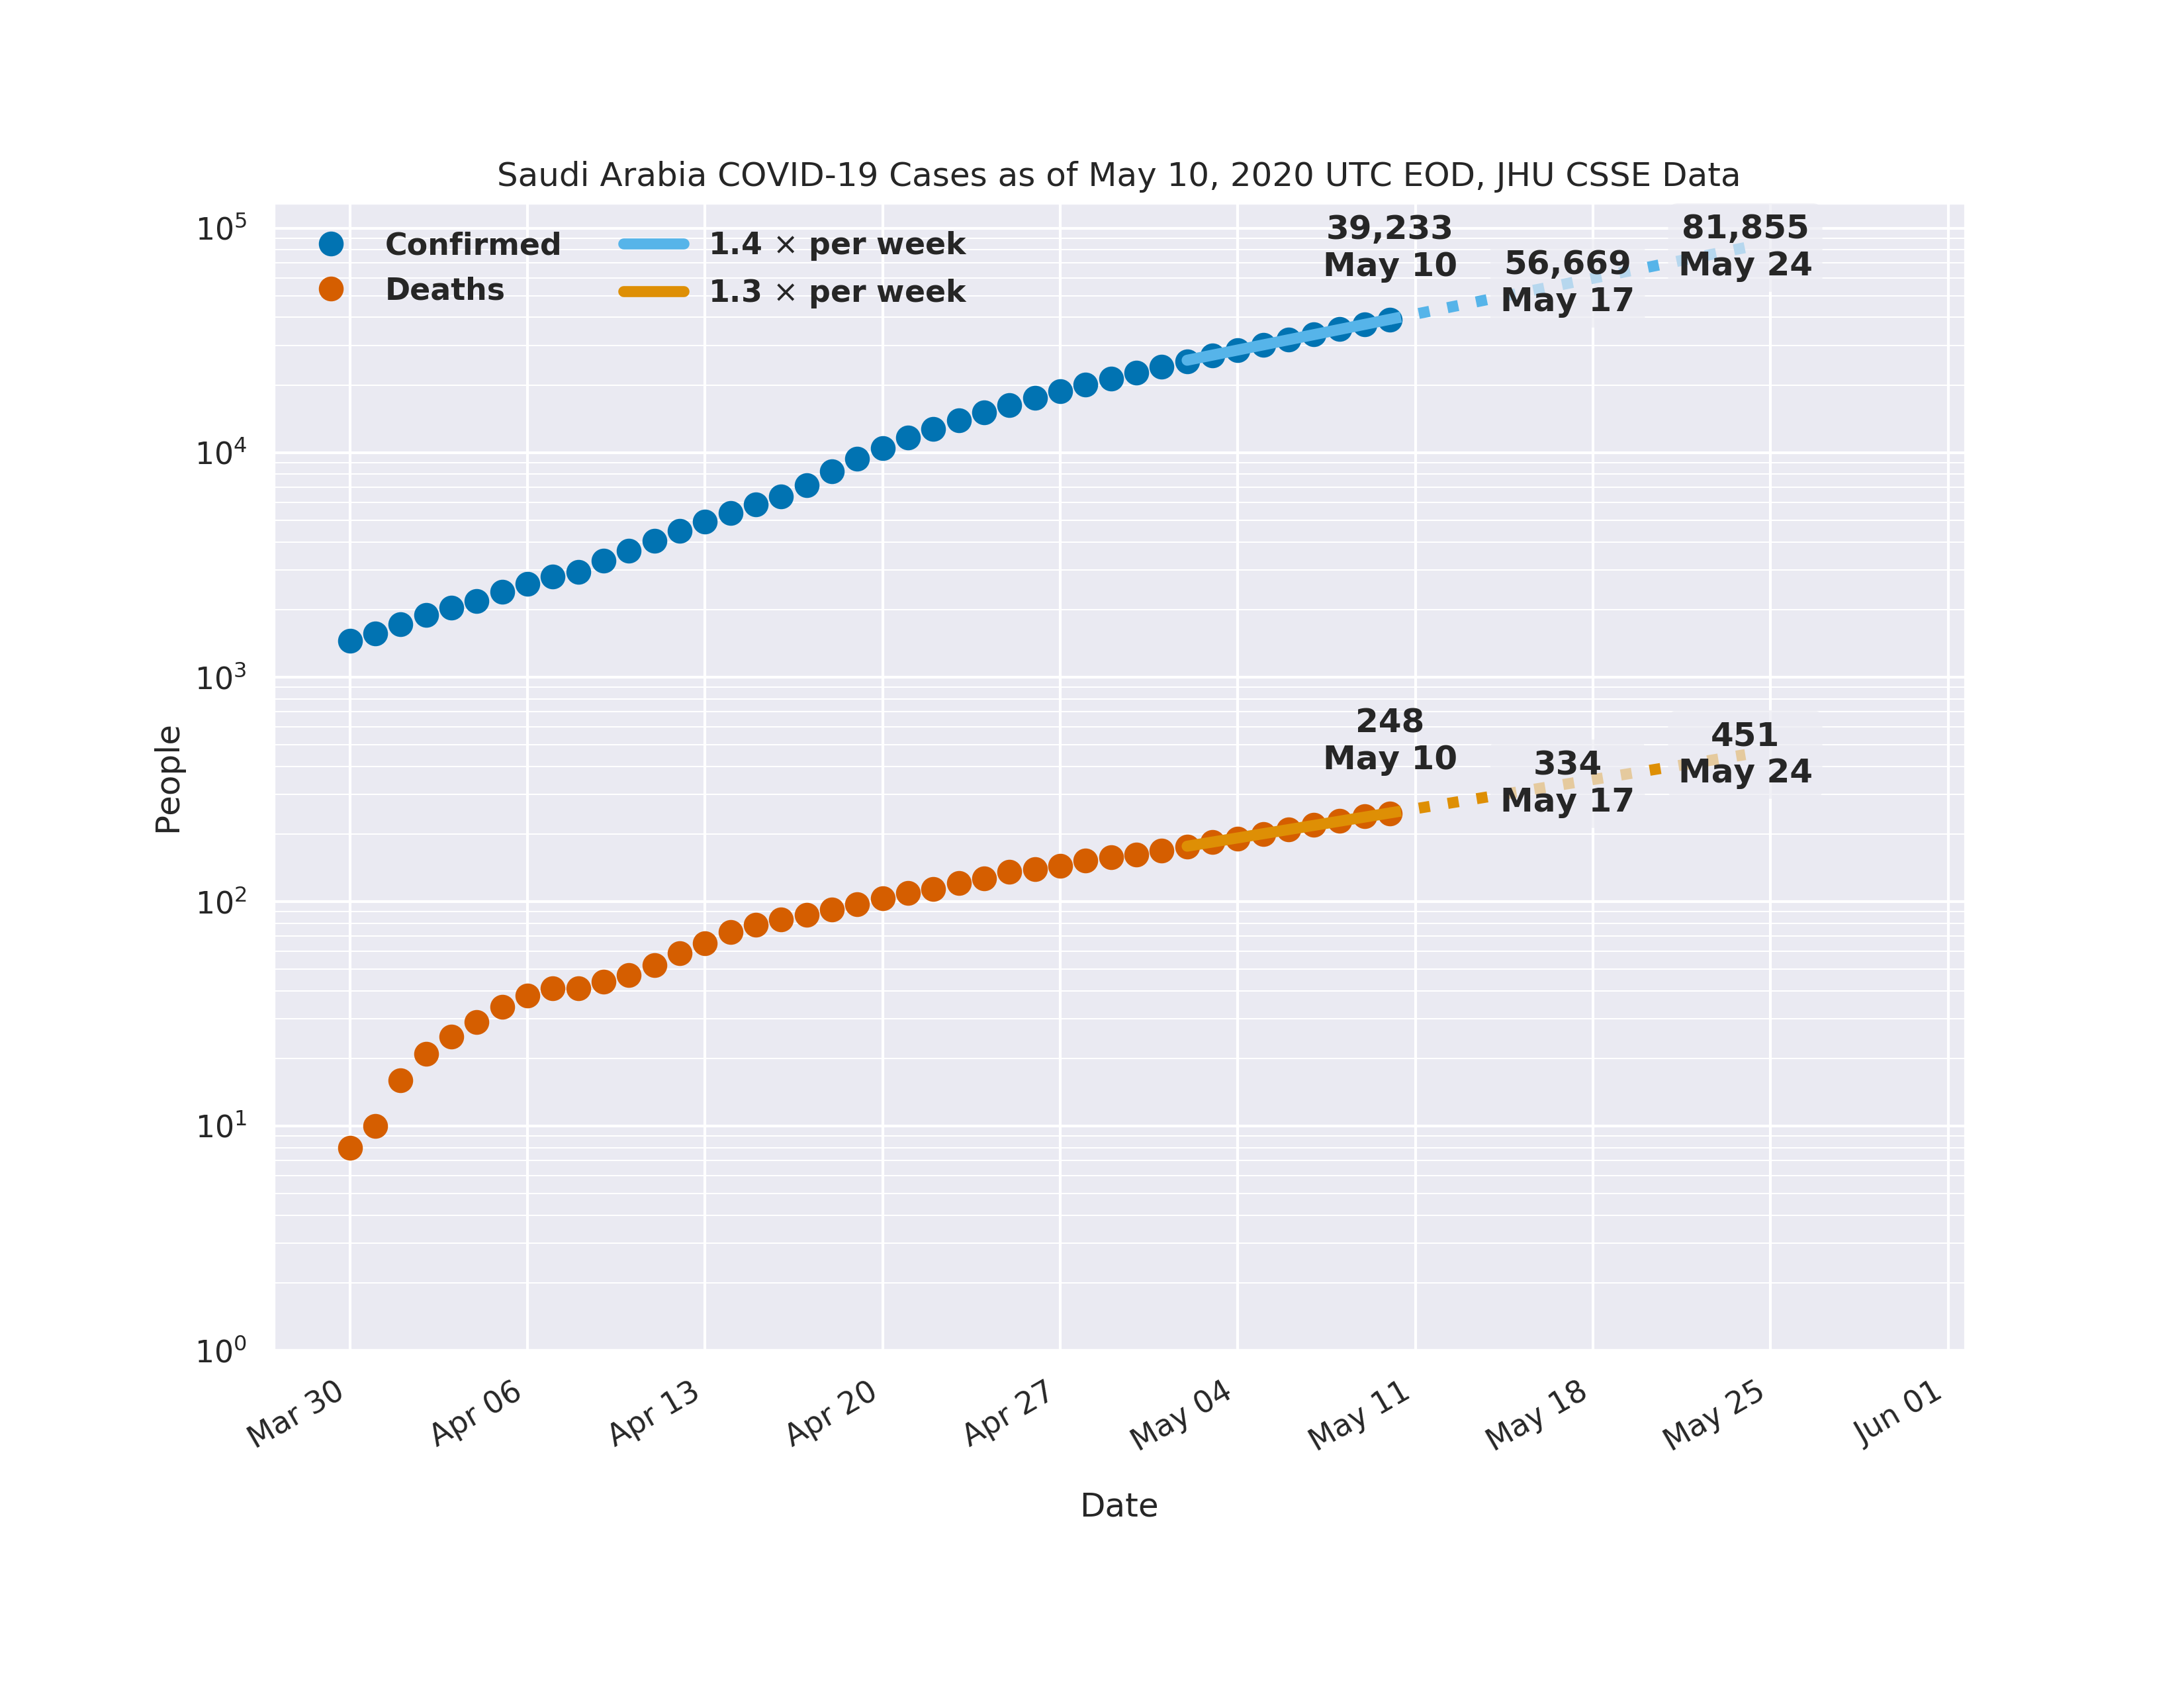 Saudi Arabia COVID-19 Cases as of May 10, 2020 UTC EOD, JHU CSSE Data
Confirmed
Deaths
1.4 × per week
1.3 × per week
39,233
May 10
56,669
May 17
81,855
May 24
248
May 10
334
May 17
451
May 24
People
10⁵
10⁴
10³
10²
10¹
10⁰
Mar 30
Apr 06
Apr 13
Apr 20
Apr 27
May 04
May 11
May 18
May 25
Jun 01
Date